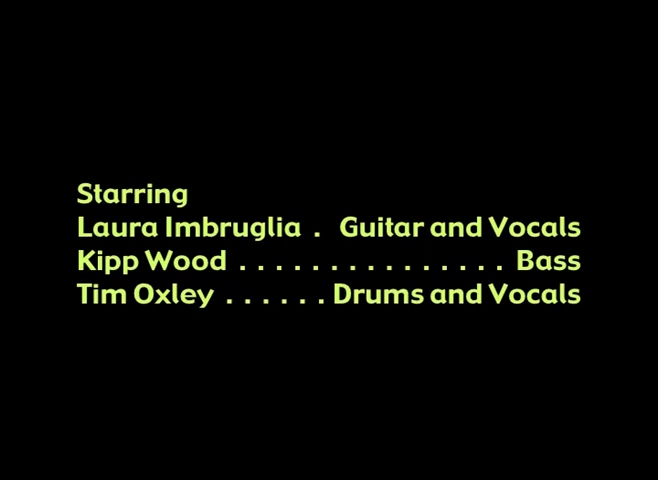 Starring
Laura Imbruglia . Guitar and Vocals
Kipp Wood . . . . . . . . . . . . . . . Bass
Tim Oxley . . . . . . Drums and Vocals